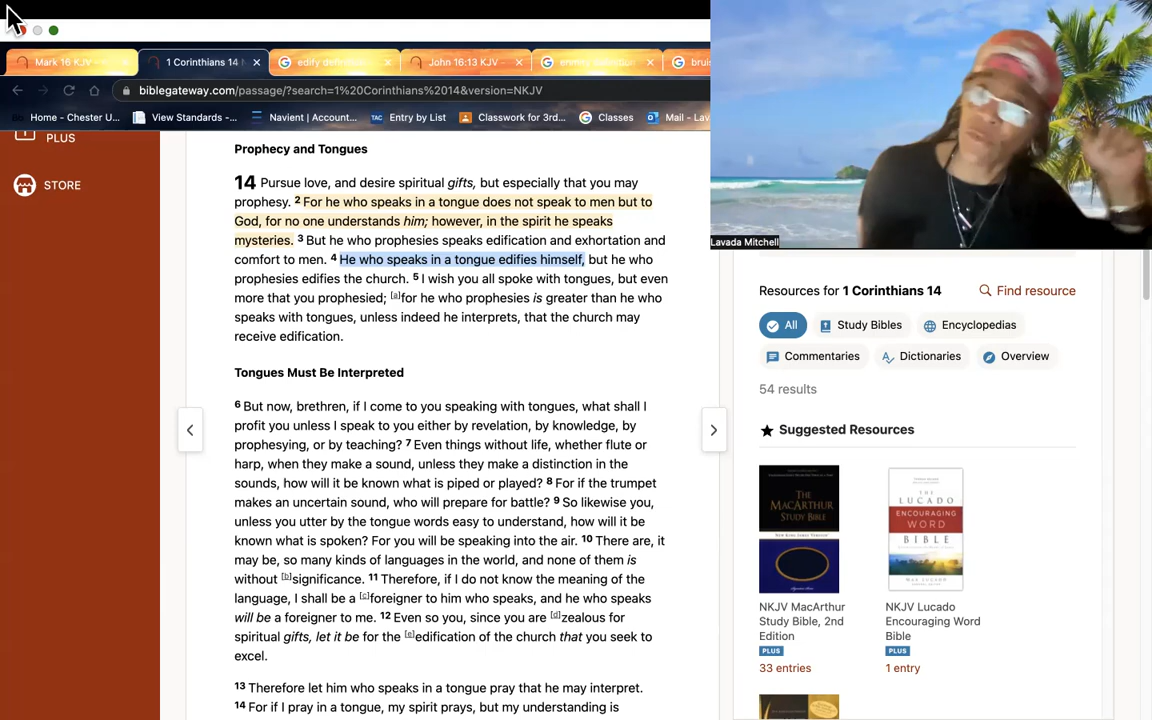 Mark 16 KJV
1 Corinthians 14
edify definition
John 16:13 KJV -
biblegateway.com/passage/?search=1%20Corinthians%2014&version=NKJV
Home - Chester U...
View Standards -...
Navient | Account...
TAC Entry by List
Classwork for 3rd...
Classes
Mail - Lav
PLUS
STORE
Prophecy and Tongues
14 Pursue love, and desire spiritual gifts, but especially that you may
prophesy. 2 For he who speaks in a tongue does not speak to men but to
God, for no one understands him; however, in the spirit he speaks
mysteries. 3 But he who prophesies speaks edification and exhortation and
comfort to men. 4 He who speaks in a tongue edifies himself, but he who
prophesies edifies the church. 5 I wish you all spoke with tongues, but even
more that you prophesied; [a]for he who prophesies is greater than he who
speaks with tongues, unless indeed he interprets, that the church may
receive edification.
Tongues Must Be Interpreted
6 But now, brethren, if I come to you speaking with tongues, what shall I
profit you unless I speak to you either by revelation, by knowledge, by
prophesying, or by teaching? 7 Even things without life, whether flute or
harp, when they make a sound, unless they make a distinction in the
sounds, how will it be known what is piped or played? 8 For if the trumpet
makes an uncertain sound, who will prepare for battle? 9 So likewise you,
unless you utter by the tongue words easy to understand, how will it be
known what is spoken? For you will be speaking into the air. 10 There are, it
may be, so many kinds of languages in the world, and none of them is
without [b]significance. 11 Therefore, if I do not know the meaning of the
language, I shall be a [c]foreigner to him who speaks, and he who speaks
will be a foreigner to me. 12 Even so you, since you are [d]zealous for
spiritual gifts, let it be for the [e]edification of the church that you seek to
excel.
13 Therefore let him who speaks in a tongue pray that he may interpret.
14 For if I pray in a tongue, my spirit prays, but my understanding is
Lavada Mitchell
Resources for 1 Corinthians 14
Find resource
All
Study Bibles
Encyclopedias
Commentaries
Dictionaries
Overview
54 results
Suggested Resources
THE
MACARTHUR
STUDY BIBLE
THE
LUCADO
ENCOURAGING
WORD
BIBLE
NKJV MacArthur
Study Bible, 2nd
Edition
PLUS
33 entries
NKJV Lucado
Encouraging Word
Bible
PLUS
1 entry